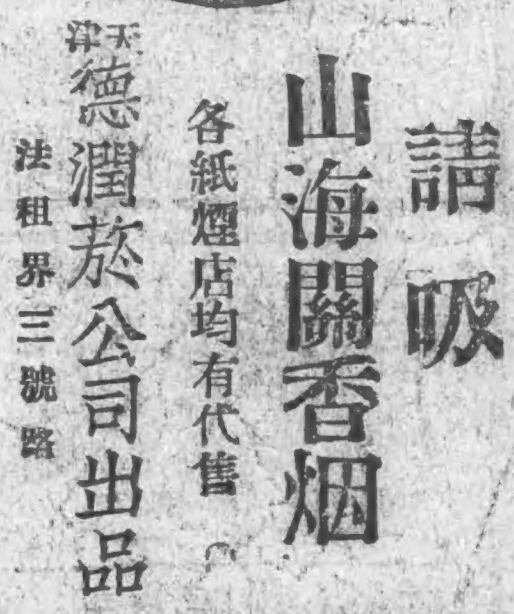 請吸
山海關香烟
各紙煙店均有代售
天津德潤菸公司出品
法租界三號路